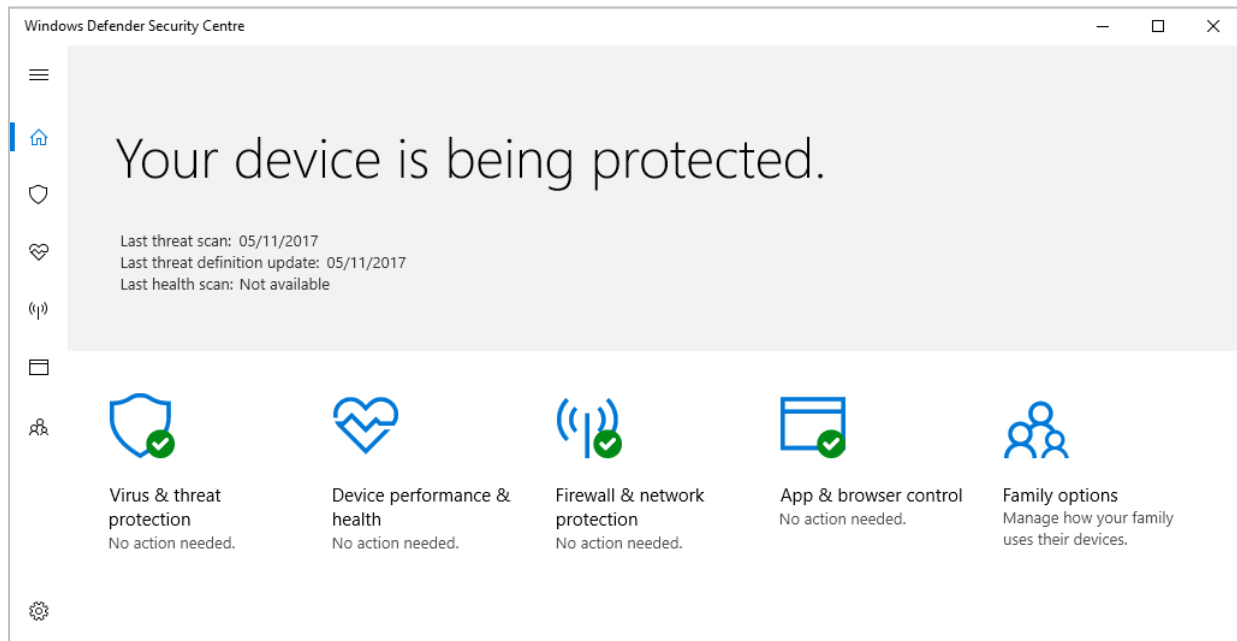 Windows Defender Security Centre
Your device is being protected.
Last threat scan: 05/11/2017
Last threat definition update: 05/11/2017
Last health scan: Not available
Virus & threat
protection
No action needed.
Device performance &
health
No action needed.
Firewall & network
protection
No action needed.
App & browser control
No action needed.
Family options
Manage how your family
uses their devices.